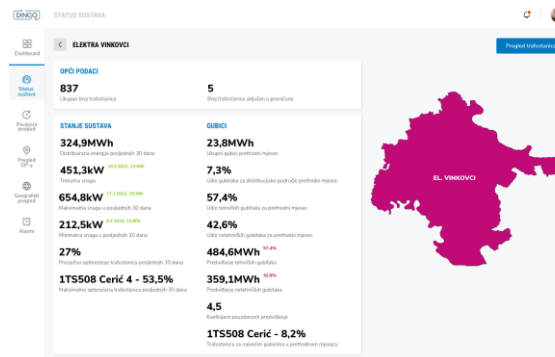 DINGO
STATUS SUSTAVA
Dashboard
Status
sustava
Povijesni
pregled
Pregled
OP-a
Geografski
pregled
Alarmi
ELEKTRA VINKOVCI
Pregled trafostanica
OPĆI PODACI
837
Ukupan broj trafostanica
5
Broj trafostanica uključen u proračune
STANJE SUSTAVA
324,9MWh
Distribuirana energija posljednjih 30 dana
451,3kW
Trenutna snaga
654,8kW
Maksimalna snaga u posljednjih 30 dana
212,5kW
Minimalna snaga u posljednjih 30 dana
27%
Prosječno opterećenje trafostanica posljednjih 30 dana
1TS508 Cerić 4 - 53,5%
Maksimalno opterećena trafostanica posljednjih 30 dana
GUBICI
23,8MWh
Ukupni gubici prethodni mjesec
7,3%
Udio gubitaka za distribucijsko područje prethodni mjesec
57,4%
Udio tehničkih gubitaka za prethodni mjesec
42,6%
Udio netehničkih gubitaka za prethodni mjesec
484,6MWh 57,4%
Predviđanje tehničkih gubitaka
359,1MWh 42,6%
Predviđanje netehničkih gubitaka
4,5
Koeficijent pouzdanosti predviđanja
1TS508 Cerić - 8,2%
Trafostanica sa najvećim gubicima u prethodnom mjesecu
EL. VINKOVCI